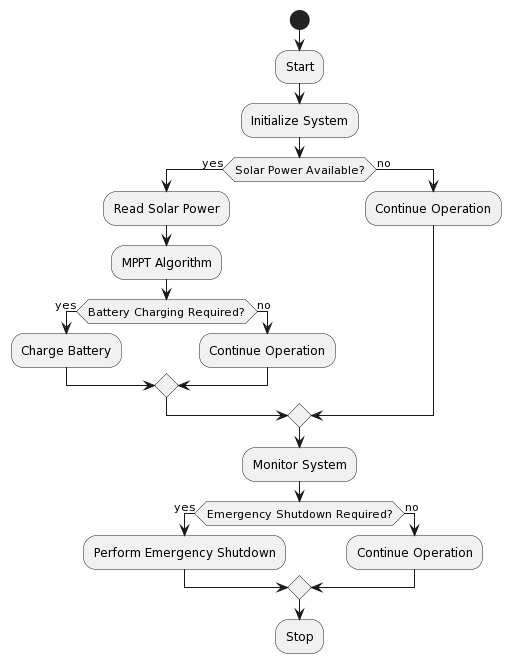 Start
Initialize System
yes
Solar Power Available?
no
Read Solar Power
Continue Operation
MPPT Algorithm
yes
Battery Charging Required?
no
Charge Battery
Continue Operation
Monitor System
yes
Emergency Shutdown Required?
no
Perform Emergency Shutdown
Continue Operation
Stop